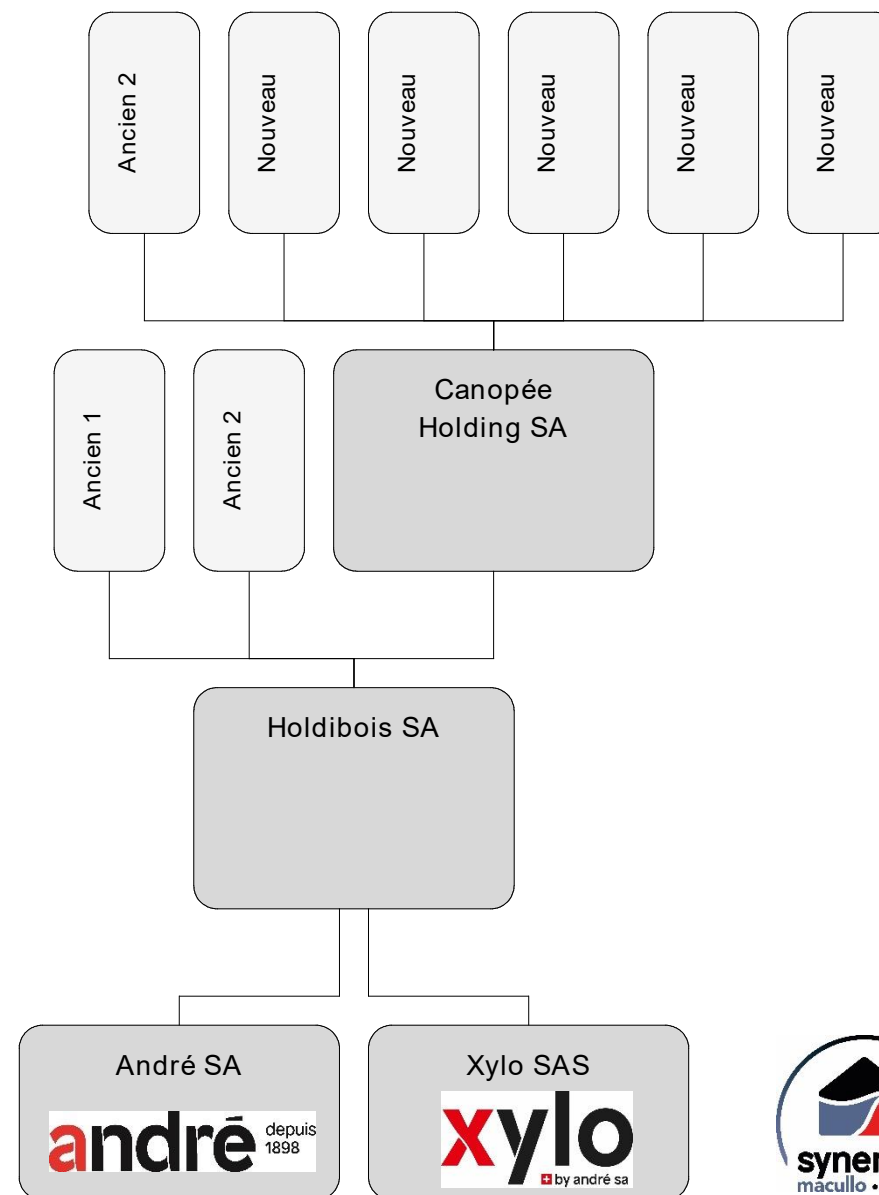 Ancien 2
Nouveau
Nouveau
Nouveau
Nouveau
Nouveau
Ancien 1
Ancien 2
Canopée
Holding SA
Holdibois SA
André SA
andré depuis
1898
Xylo SAS
xylo
by andré sa
macullo •